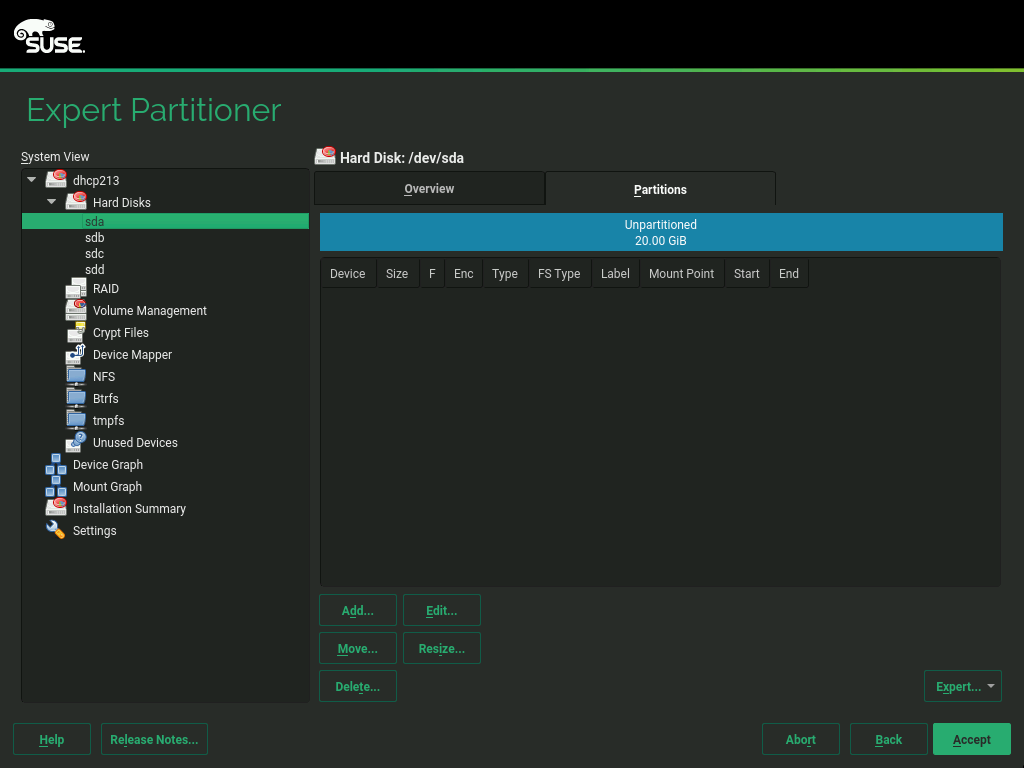 SUSE
Expert Partitioner
System View
dhcp213
Hard Disks
sda
sdb
sdc
sdd
RAID
Volume Management
Crypt Files
Device Mapper
NFS
Btrfs
tmpfs
Unused Devices
Device Graph
Mount Graph
Installation Summary
Settings
Hard Disk: /dev/sda
Overview Partitions
Unpartitioned
20.00 GiB
Device Size F Enc Type FS Type Label Mount Point Start End
Add... Edit...
Move... Resize...
Delete... Expert...
Help Release Notes... Abort Back Accept